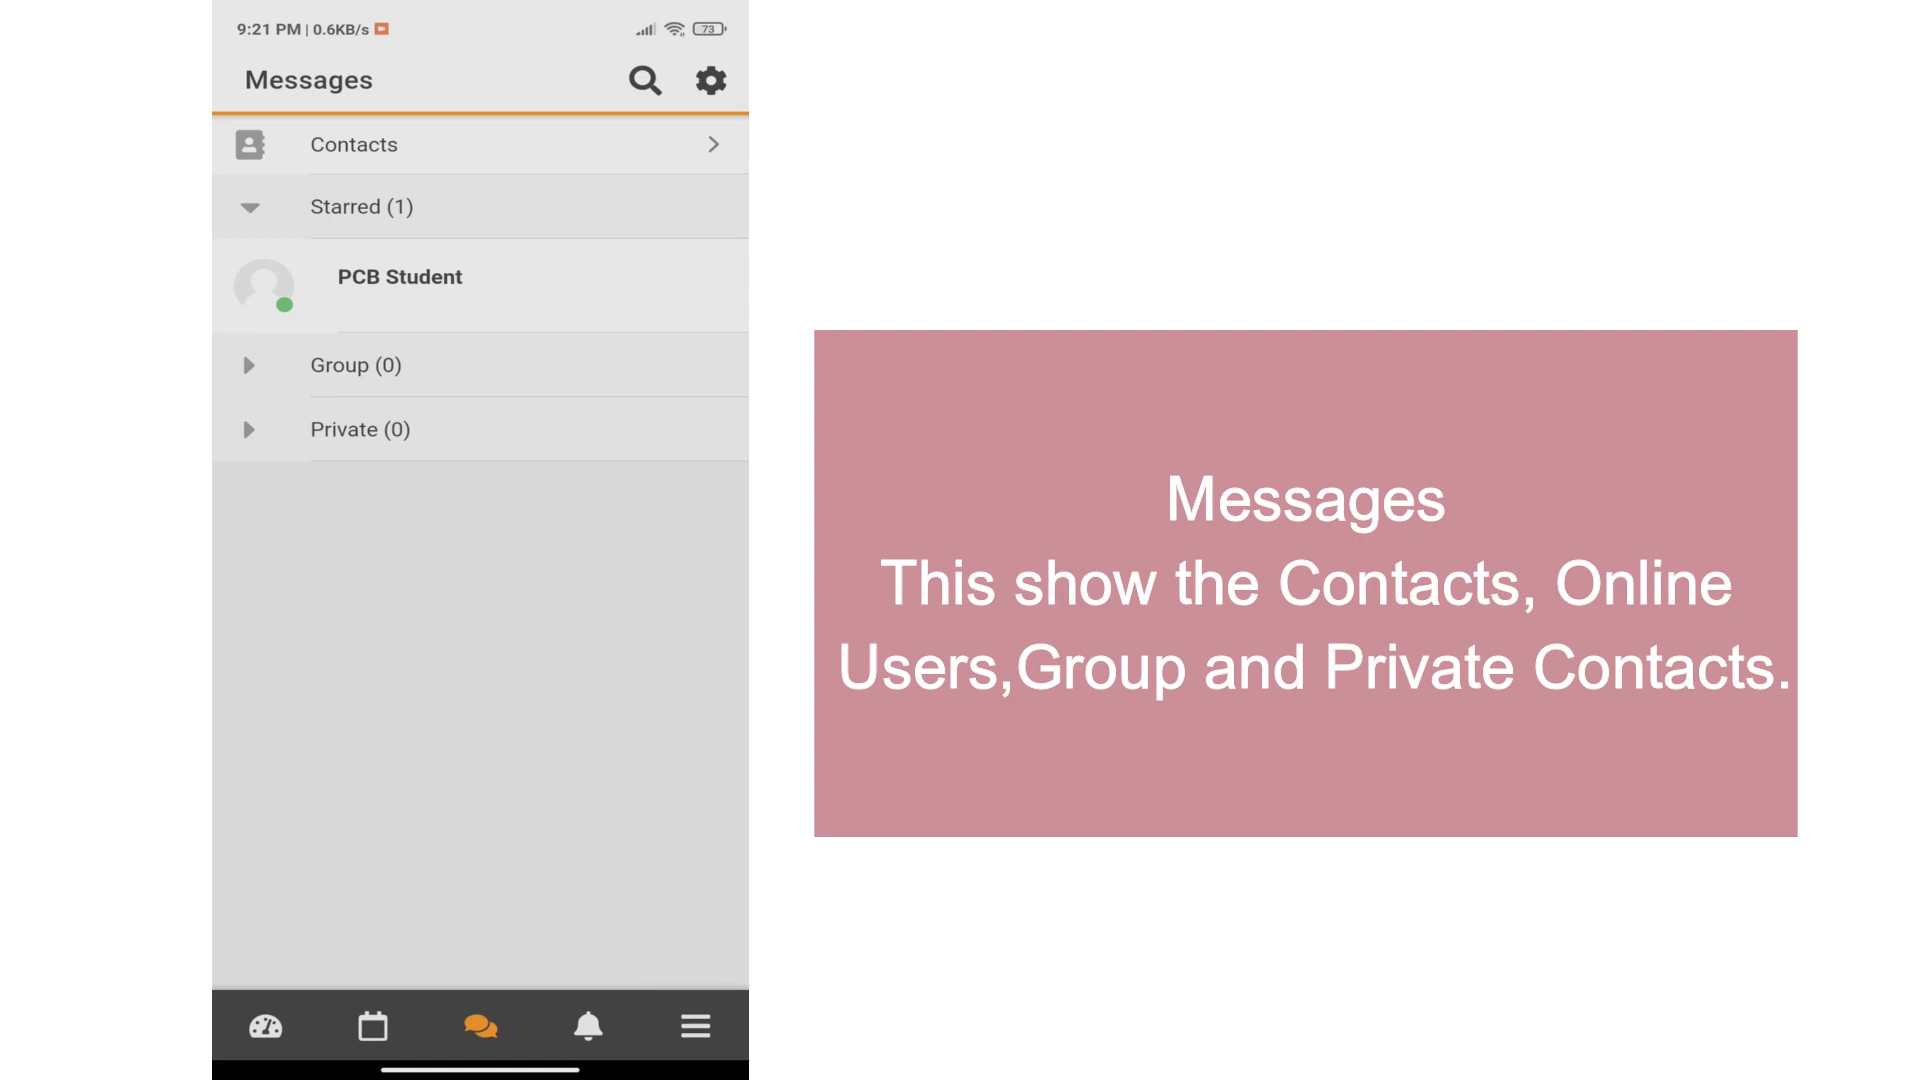 9:21 PM | 0.6KB/s
73
Messages
Contacts
Starred (1)
PCB Student
Group (0)
Private (0)
Messages
This show the Contacts, Online
Users,Group and Private Contacts.